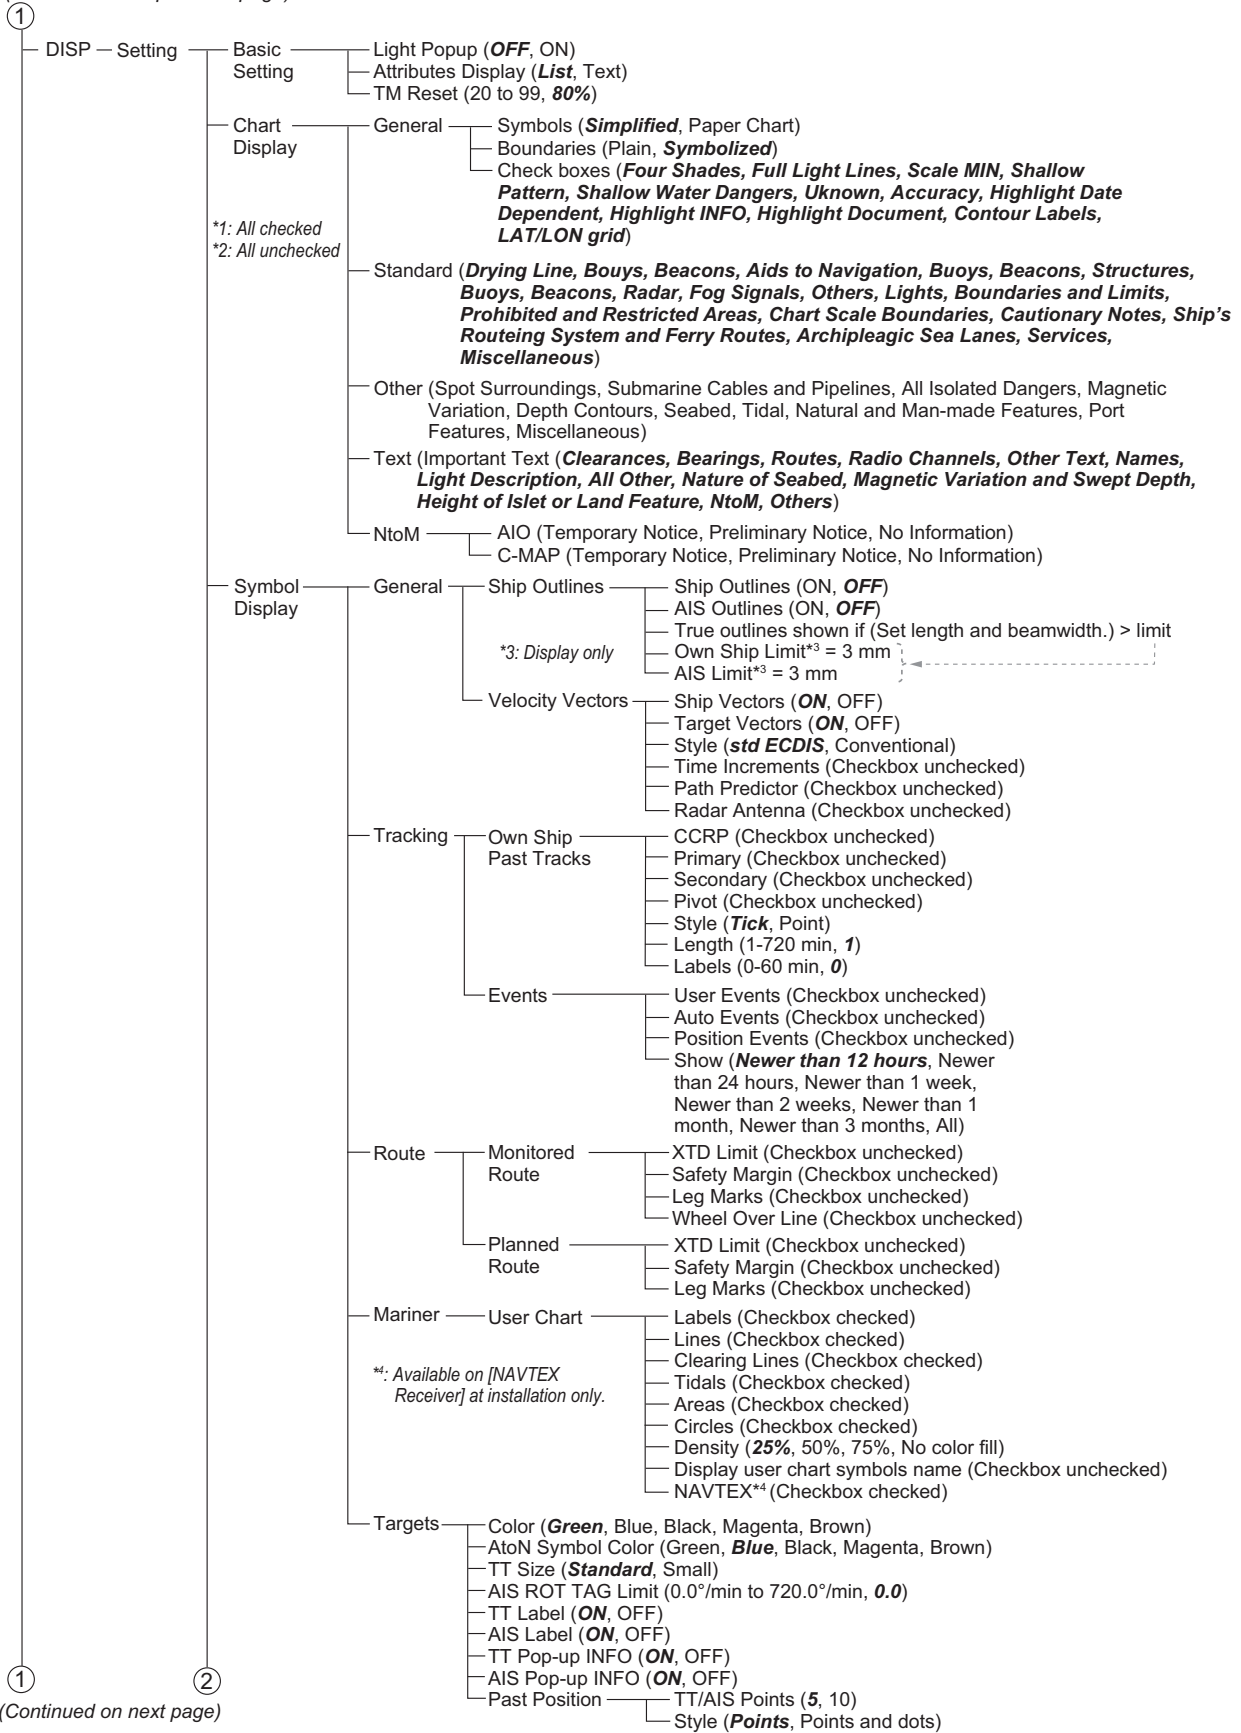 ①
DISP
Setting
Basic
Setting
Light Popup (OFF, ON)
Attributes Display (List, Text)
TM Reset (20 to 99, 80%)
Chart
Display
*1: All checked
*2: All unchecked
General
Symbols (Simplified, Paper Chart)
Boundaries (Plain, Symbolized)
Check boxes (Four Shades, Full Light Lines, Scale MIN, Shallow
Pattern, Shallow Water Dangers, Uknown, Accuracy, Highlight Date
Dependent, Highlight INFO, Highlight Document, Contour Labels,
LAT/LON grid)
Standard (Drying Line, Bouys, Beacons, Aids to Navigation, Buoys, Beacons, Structures,
Buoys, Beacons, Radar, Fog Signals, Others, Lights, Boundaries and Limits,
Prohibited and Restricted Areas, Chart Scale Boundaries, Cautionary Notes, Ship's
Routeing System and Ferry Routes, Archipleagic Sea Lanes, Services,
Miscellaneous)
Other (Spot Surroundings, Submarine Cables and Pipelines, All Isolated Dangers, Magnetic
Variation, Depth Contours, Seabed, Tidal, Natural and Man-made Features, Port
Features, Miscellaneous)
Text (Important Text (Clearances, Bearings, Routes, Radio Channels, Other Text, Names,
Light Description, All Other, Nature of Seabed, Magnetic Variation and Swept Depth,
Height of Islet or Land Feature, NtoM, Others)
NtoM
AIO (Temporary Notice, Preliminary Notice, No Information)
C-MAP (Temporary Notice, Preliminary Notice, No Information)
Symbol
Display
General
Ship Outlines
*3: Display only
Ship Outlines (ON, OFF)
AIS Outlines (ON, OFF)
True outlines shown if (Set length and beamwidth.) > limit
Own Ship Limit*3 = 3 mm
AIS Limit*3 = 3 mm
Velocity Vectors
Ship Vectors (ON, OFF)
Target Vectors (ON, OFF)
Style (std ECDIS, Conventional)
Time Increments (Checkbox unchecked)
Path Predictor (Checkbox unchecked)
Radar Antenna (Checkbox unchecked)
Tracking
Own Ship
Past Tracks
CCRP (Checkbox unchecked)
Primary (Checkbox unchecked)
Secondary (Checkbox unchecked)
Pivot (Checkbox unchecked)
Style (Tick, Point)
Length (1-720 min, 1)
Labels (0-60 min, 0)
Events
User Events (Checkbox unchecked)
Auto Events (Checkbox unchecked)
Position Events (Checkbox unchecked)
Show (Newer than 12 hours, Newer
than 24 hours, Newer than 1 week,
Newer than 2 weeks, Newer than 1
month, Newer than 3 months, All)
Route
Monitored
Route
XTD Limit (Checkbox unchecked)
Safety Margin (Checkbox unchecked)
Leg Marks (Checkbox unchecked)
Wheel Over Line (Checkbox unchecked)
Planned
Route
XTD Limit (Checkbox unchecked)
Safety Margin (Checkbox unchecked)
Leg Marks (Checkbox unchecked)
Mariner
User Chart
*4: Available on [NAVTEX
Receiver] at installation only.
Labels (Checkbox checked)
Lines (Checkbox checked)
Clearing Lines (Checkbox checked)
Tidals (Checkbox checked)
Areas (Checkbox checked)
Circles (Checkbox checked)
Density (25%, 50%, 75%, No color fill)
Display user chart symbols name (Checkbox unchecked)
NAVTEX*4 (Checkbox checked)
Targets
Color (Green, Blue, Black, Magenta, Brown)
AtoN Symbol Color (Green, Blue, Black, Magenta, Brown)
TT Size (Standard, Small)
AIS ROT TAG Limit (0.0°/min to 720.0°/min, 0.0)
TT Label (ON, OFF)
AIS Label (ON, OFF)
TT Pop-up INFO (ON, OFF)
AIS Pop-up INFO (ON, OFF)
Past Position
TT/AIS Points (5, 10)
Style (Points, Points and dots)
①
②
(Continued on next page)